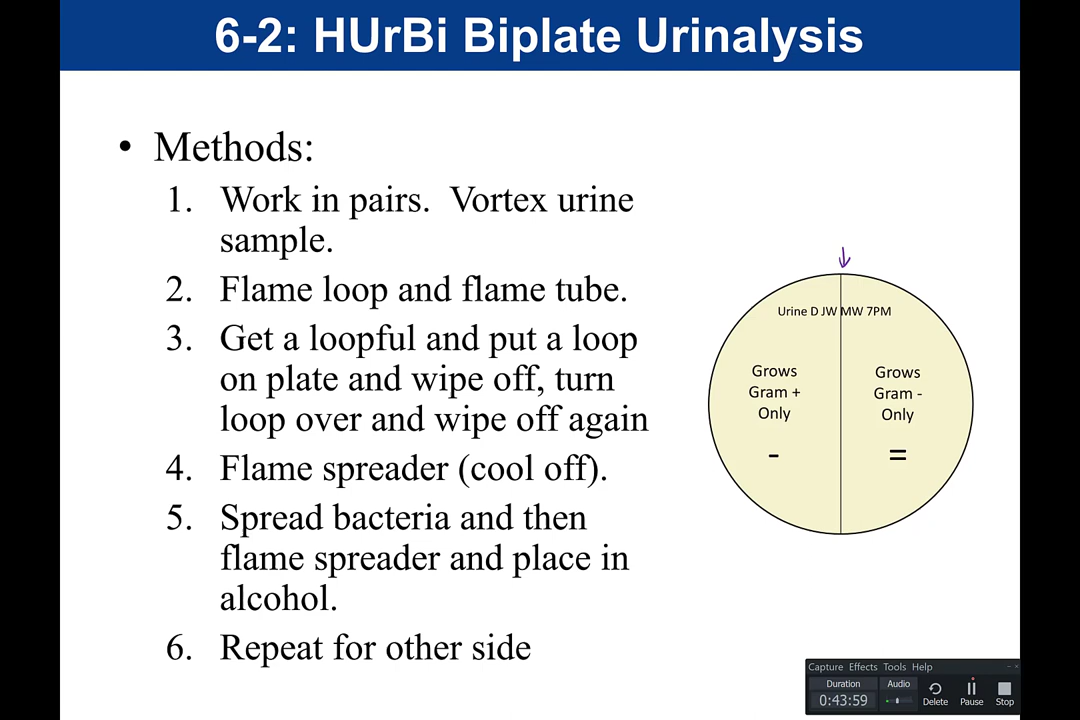 6-2: HUrBi Biplate Urinalysis
• Methods:
1. Work in pairs.  Vortex urine
sample.
2. Flame loop and flame tube.
3. Get a loopful and put a loop
on plate and wipe off, turn
loop over and wipe off again
4. Flame spreader (cool off).
5. Spread bacteria and then
flame spreader and place in
alcohol.
6. Repeat for other side
Urine D JW MW 7PM
Grows
Gram +
Only
-
Grows
Gram -
Only
=
Capture Effects Tools Help
Duration
0:43:59
Audio
Delete
Pause
Stop